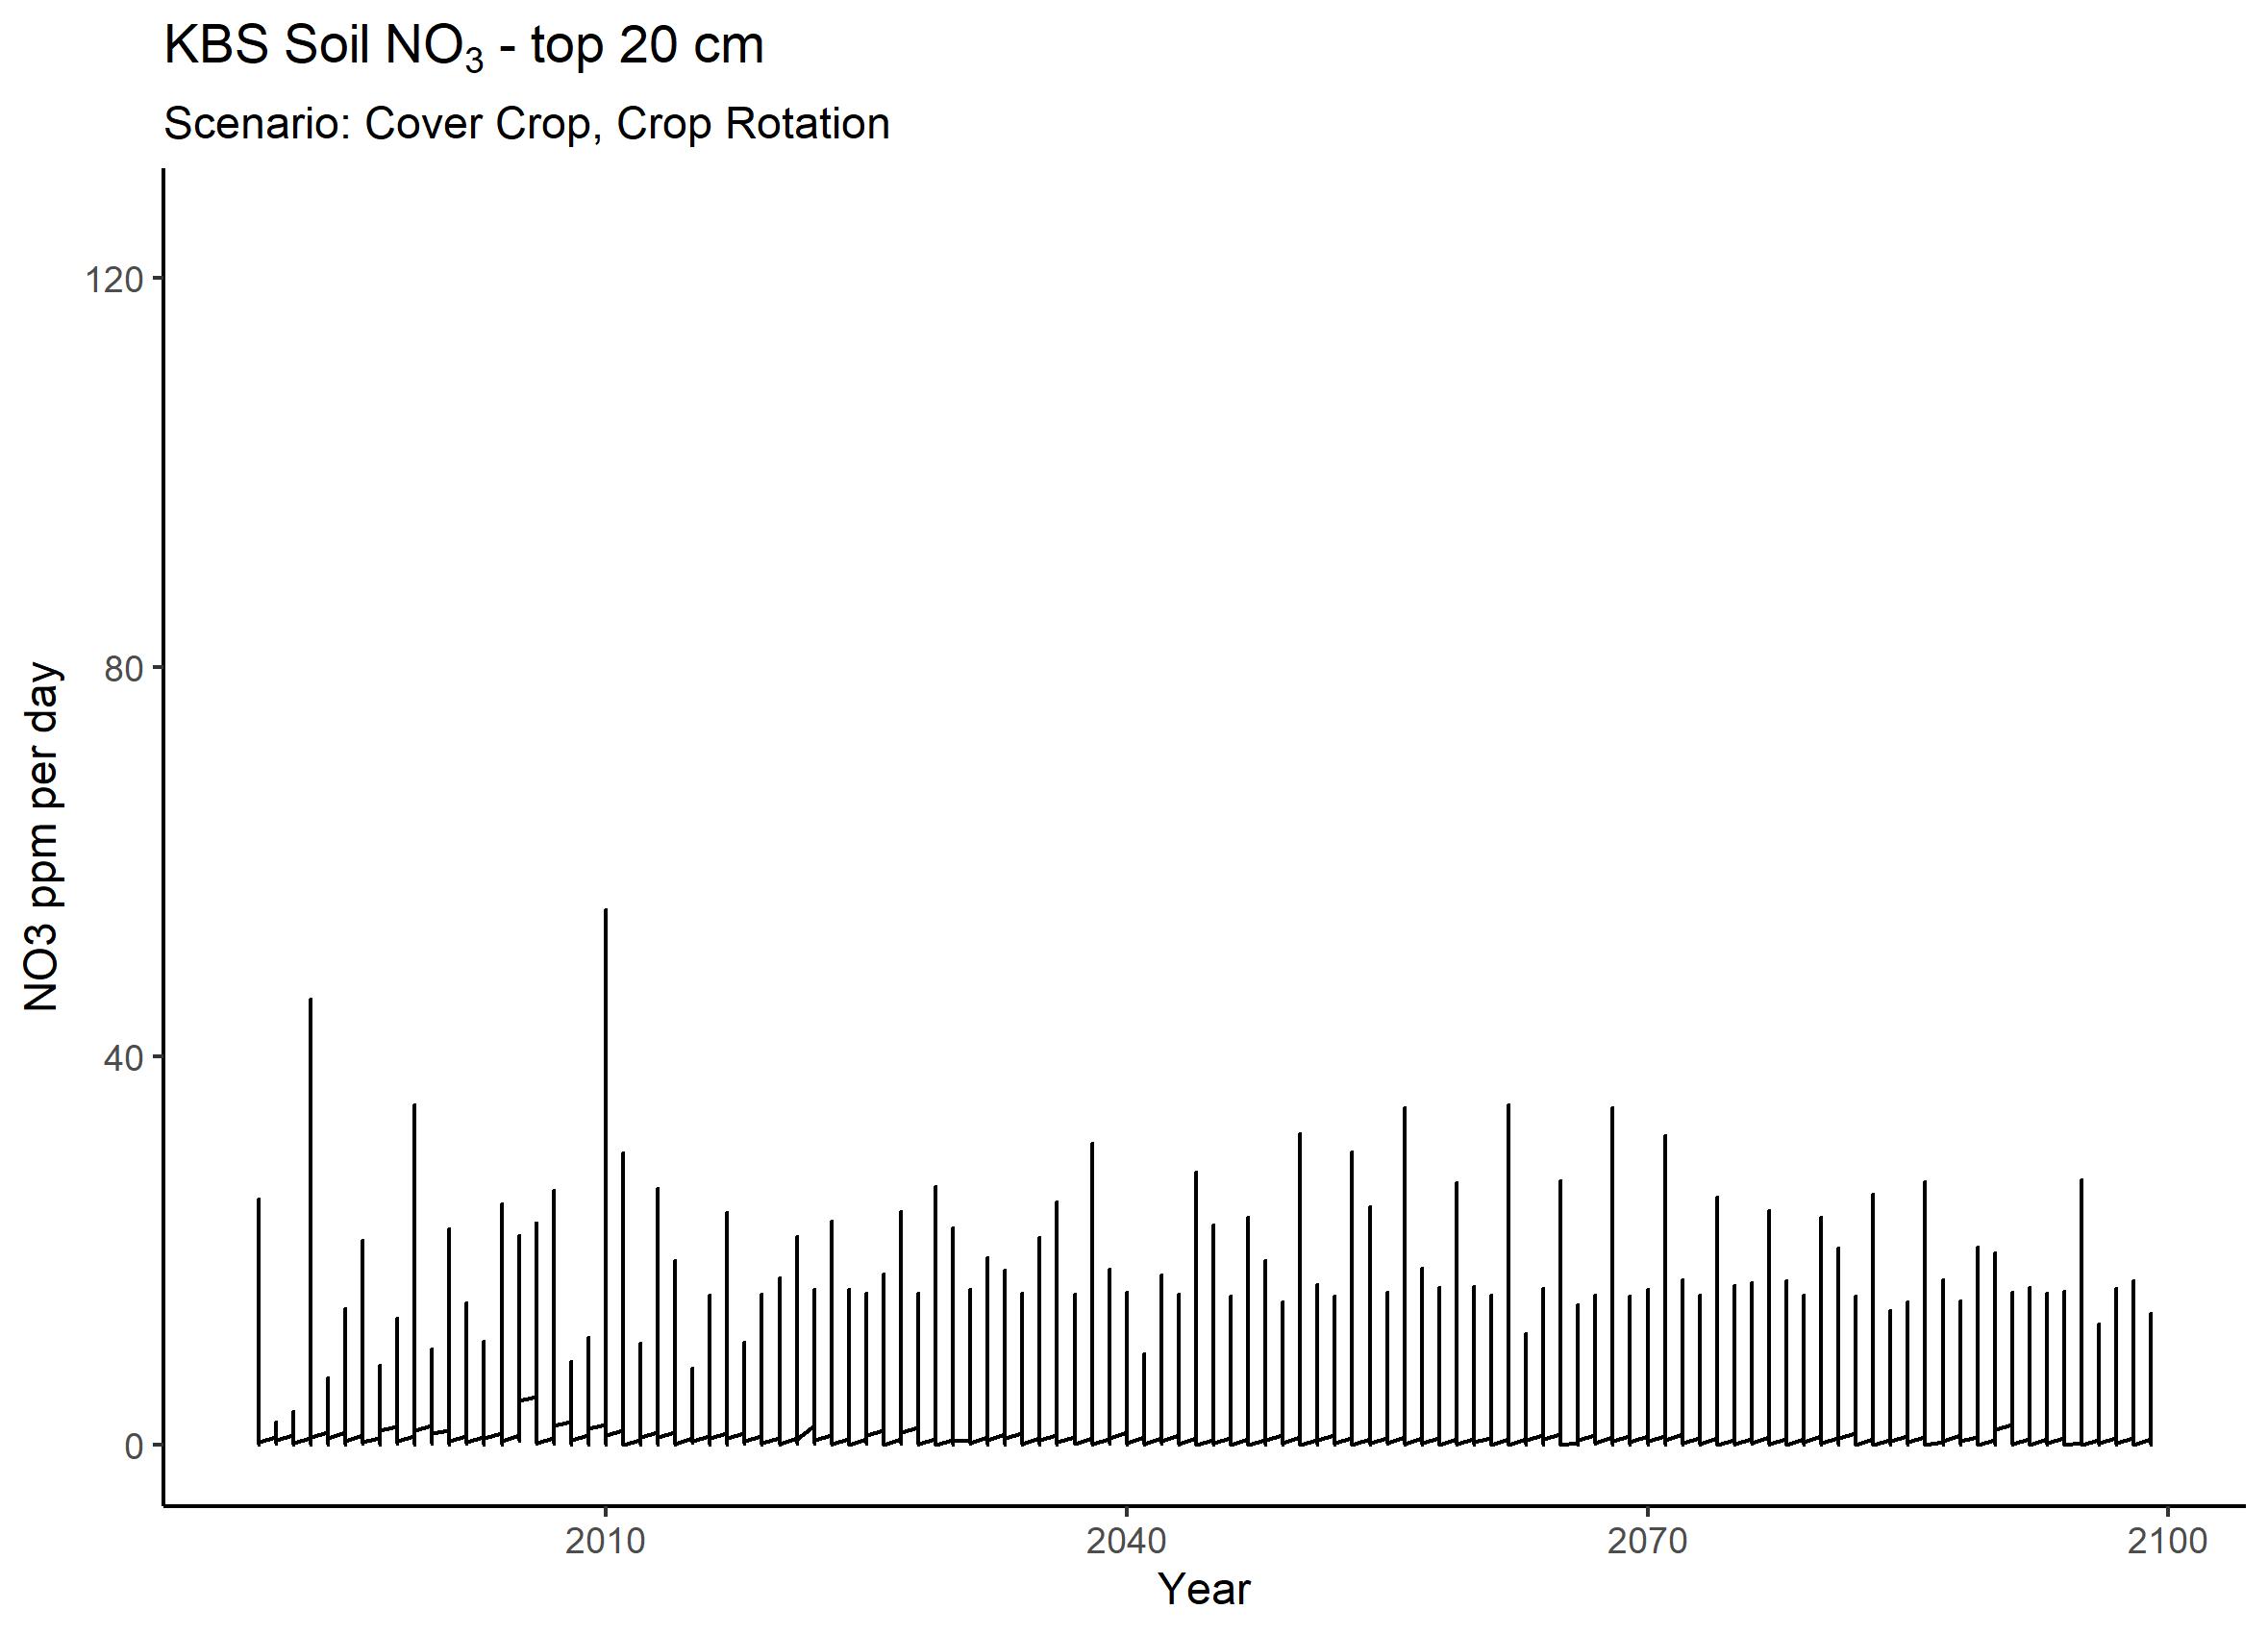 KBS Soil NO₃ - top 20 cm
Scenario: Cover Crop, Crop Rotation
NO3 ppm per day
120
80
40
0
2010 2040 2070 2100
Year